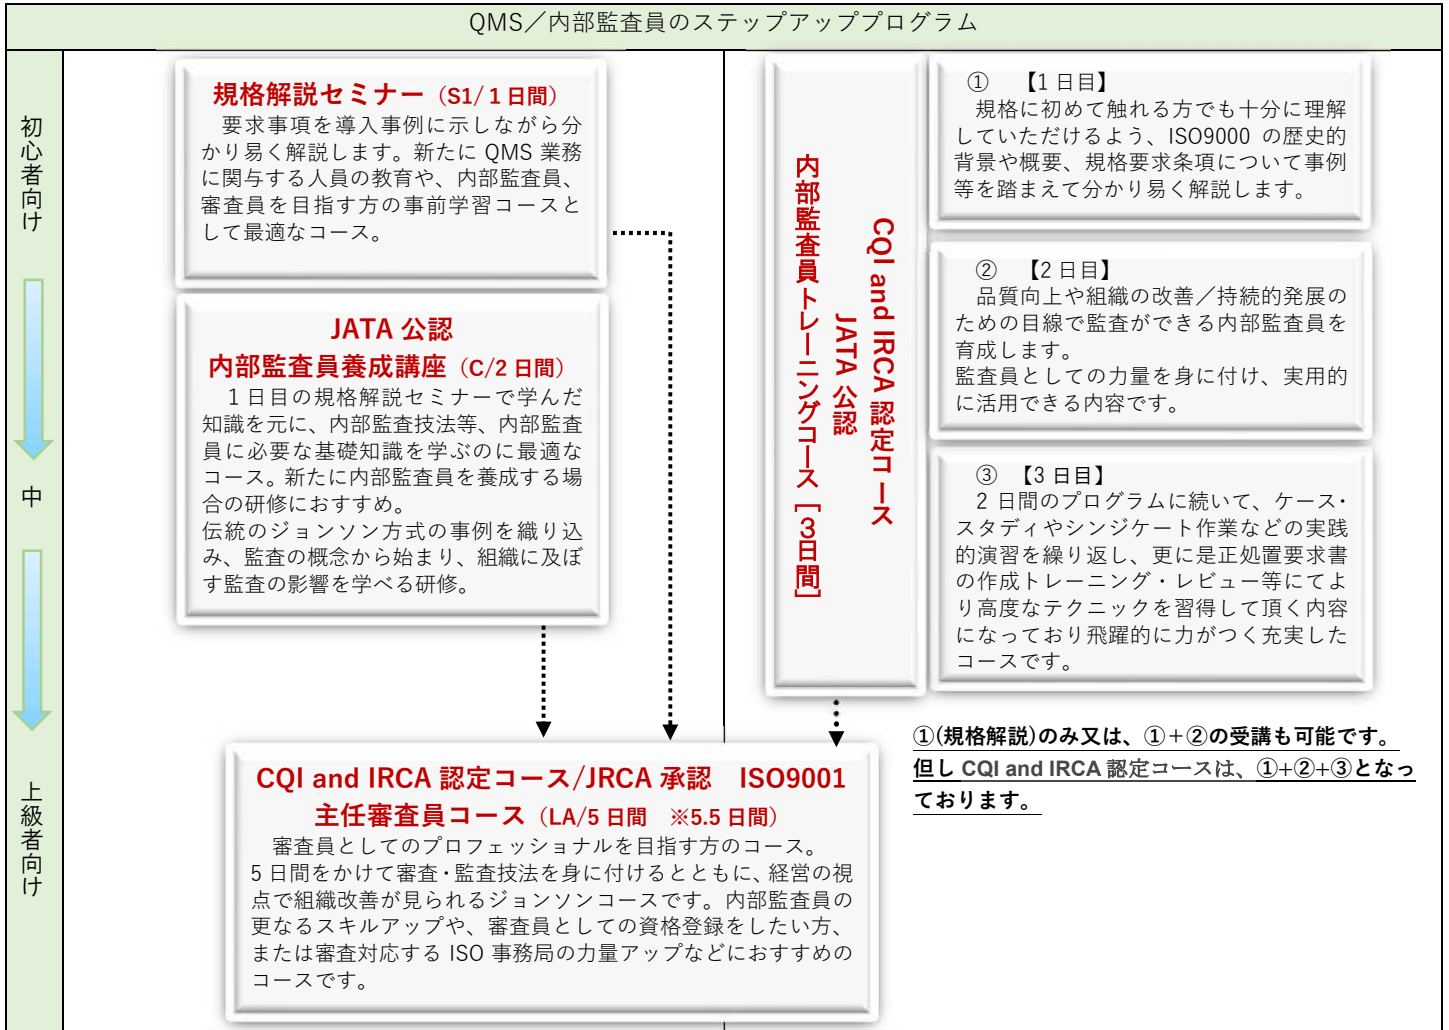 QMS／内部監査員のステップアッププログラム
初心者向け
中
上級者向け
規格解説セミナー（S1/１日間）
要求事項を導入事例に示しながら分
かり易く解説します。新たに QMS 業務
に関与する人員の教育や、内部監査員、
審査員を目指す方の事前学習コースと
して最適なコース。
JATA 公認
内部監査員養成講座（C/2 日間）
１日目の規格解説セミナーで学んだ
知識を元に、内部監査技法等、内部監査
員に必要な基礎知識を学ぶのに最適な
コース。新たに内部監査員を養成する場
合の研修におすすめ。
伝統のジョンソン方式の事例を織り込
み、監査の概念から始まり、組織に及ぼ
す監査の影響を学べる研修。
CQI and IRCA 認定コース
JATA 公認
内部監査員トレーニングコース［３日間］
① 【1 日目】
規格に初めて触れる方でも十分に理解
していただけるよう、ISO9000 の歴史的
背景や概要、規格要求条項について事例
等を踏まえて分かり易く解説します。
② 【2 日目】
品質向上や組織の改善／持続的発展の
ための目線で監査ができる内部監査員を
育成します。
監査員としての力量を身に付け、実用的
に活用できる内容です。
③ 【3 日目】
2 日間のプログラムに続いて、ケース・
スタディやシンジケート作業などの実践
的演習を繰り返し、更に是正処置要求書
の作成トレーニング・レビュー等にてよ
り高度なテクニックを習得して頂く内容
になっており飛躍的に力がつく充実した
コースです。
①(規格解説)のみ又は、①＋②の受講も可能です。
但し CQI and IRCA 認定コースは、①+②+③となっ
ております。
CQI and IRCA 認定コース/JRCA 承認　ISO9001
主任審査員コース（LA/5 日間　※5.5 日間）
審査員としてのプロフェッショナルを目指す方のコース。
5 日間をかけて審査・監査技法を身に付けるとともに、経営の視
点で組織改善が見られるジョンソンコースです。内部監査員の
更なるスキルアップや、審査員としての資格登録をしたい方、
または審査対応する ISO 事務局の力量アップなどにおすすめの
コースです。